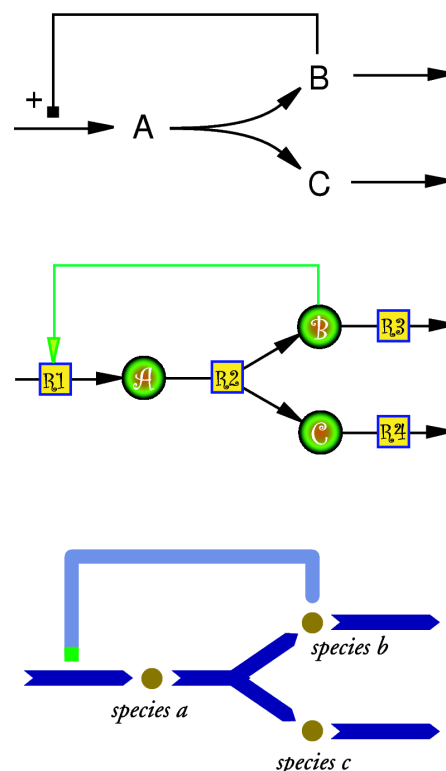 B
+
A
C
B
R3
R1
A
R2
C
R4
species b
species a
species c